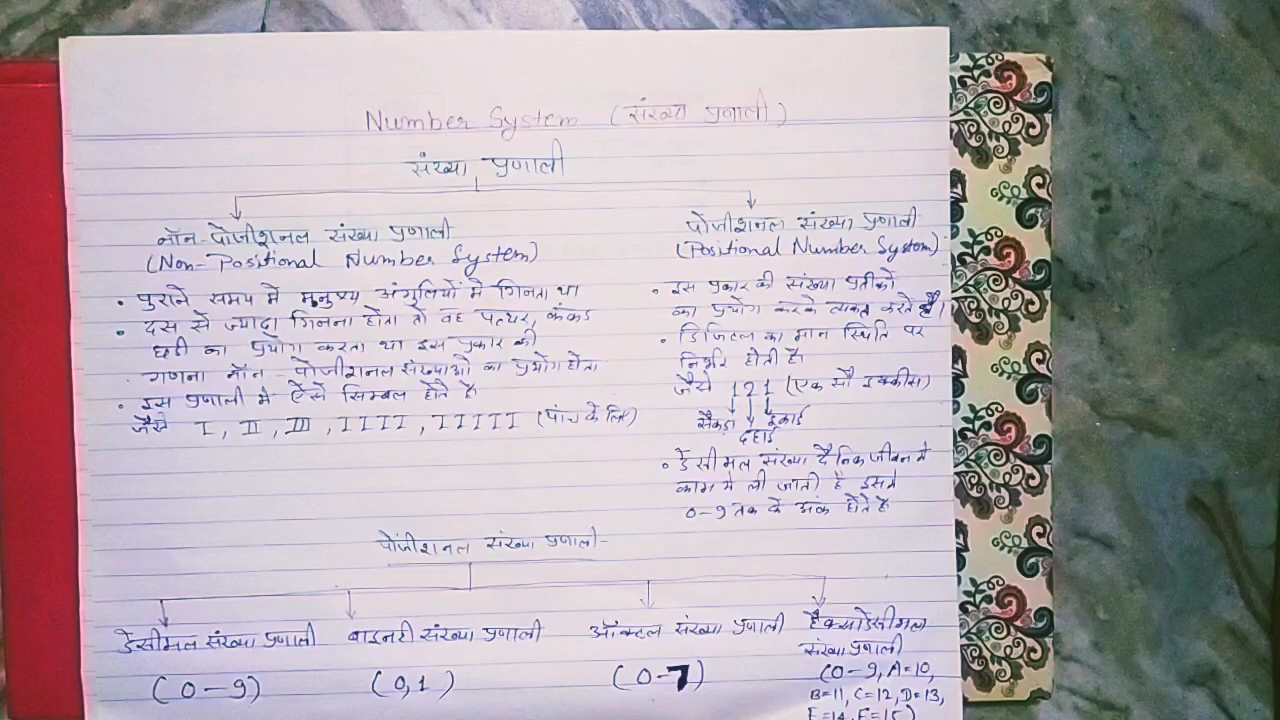 Number System (संख्या प्रणाली)
संख्या प्रणाली
नॉन-पोजीशनल संख्या प्रणाली
(Non-Positional Number System)
• पुराने समय मे मुनुष्य अंगुलियों मे गिनता था
• दस से ज्यादा गिनना होता तो वह पत्थर, कंकड
छडी का प्रयोग करता था इस प्रकार की
गणना नॉन-पोजीशनल संख्याओ का प्रयोग होता
• इस प्रणाली मे ऐसे सिम्बल होते है
जैसे I, II, III, IIII, IIIII (पांच के लिए)
पोजीशनल संख्या प्रणाली
(Positional Number System)
• इस प्रकार की संख्या प्रतीको
का प्रयोग करके व्यक्त करते है।
• डिजिटल का मान स्थिति पर
निर्भर होती है।
जैसे 121 (एक सौ इक्कीस)
सैकड़ा इकाई
दहाई
• डेसीमल संख्या दैनिक जीवन मे
काम मे ली जाती है इसमे
0-9 तक के अंक होते है
पोजीशनल संख्या प्रणाली-
डेसीमल संख्या प्रणाली
(0-9)
बाइनरी संख्या प्रणाली
(0,1)
ऑक्टल संख्या प्रणाली
(0-7)
हैक्साडेसीमल
संख्या प्रणाली
(0-9, A=10,
B=11, C=12, D=13,
E=14, F=15)